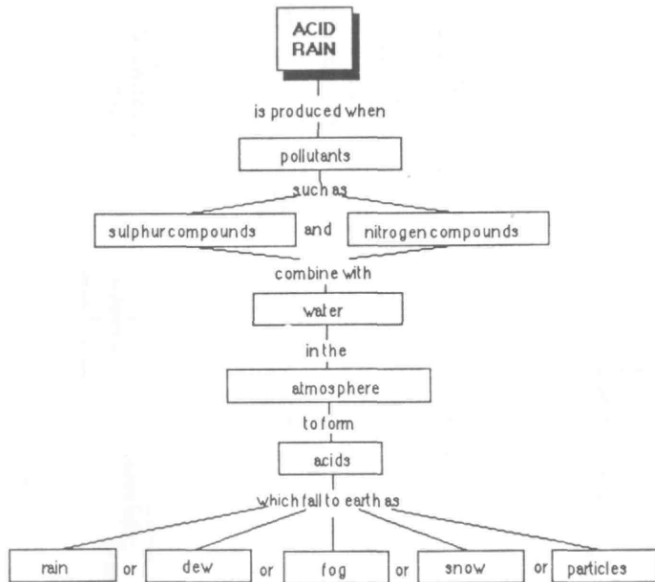 ACID
RAIN
is produced when
pollutants
such as
sulphur compounds and nitrogen compounds
combine with
water
in the
atmosphere
to form
acids
which fall to earth as
rain or dew or fog or snow or particles